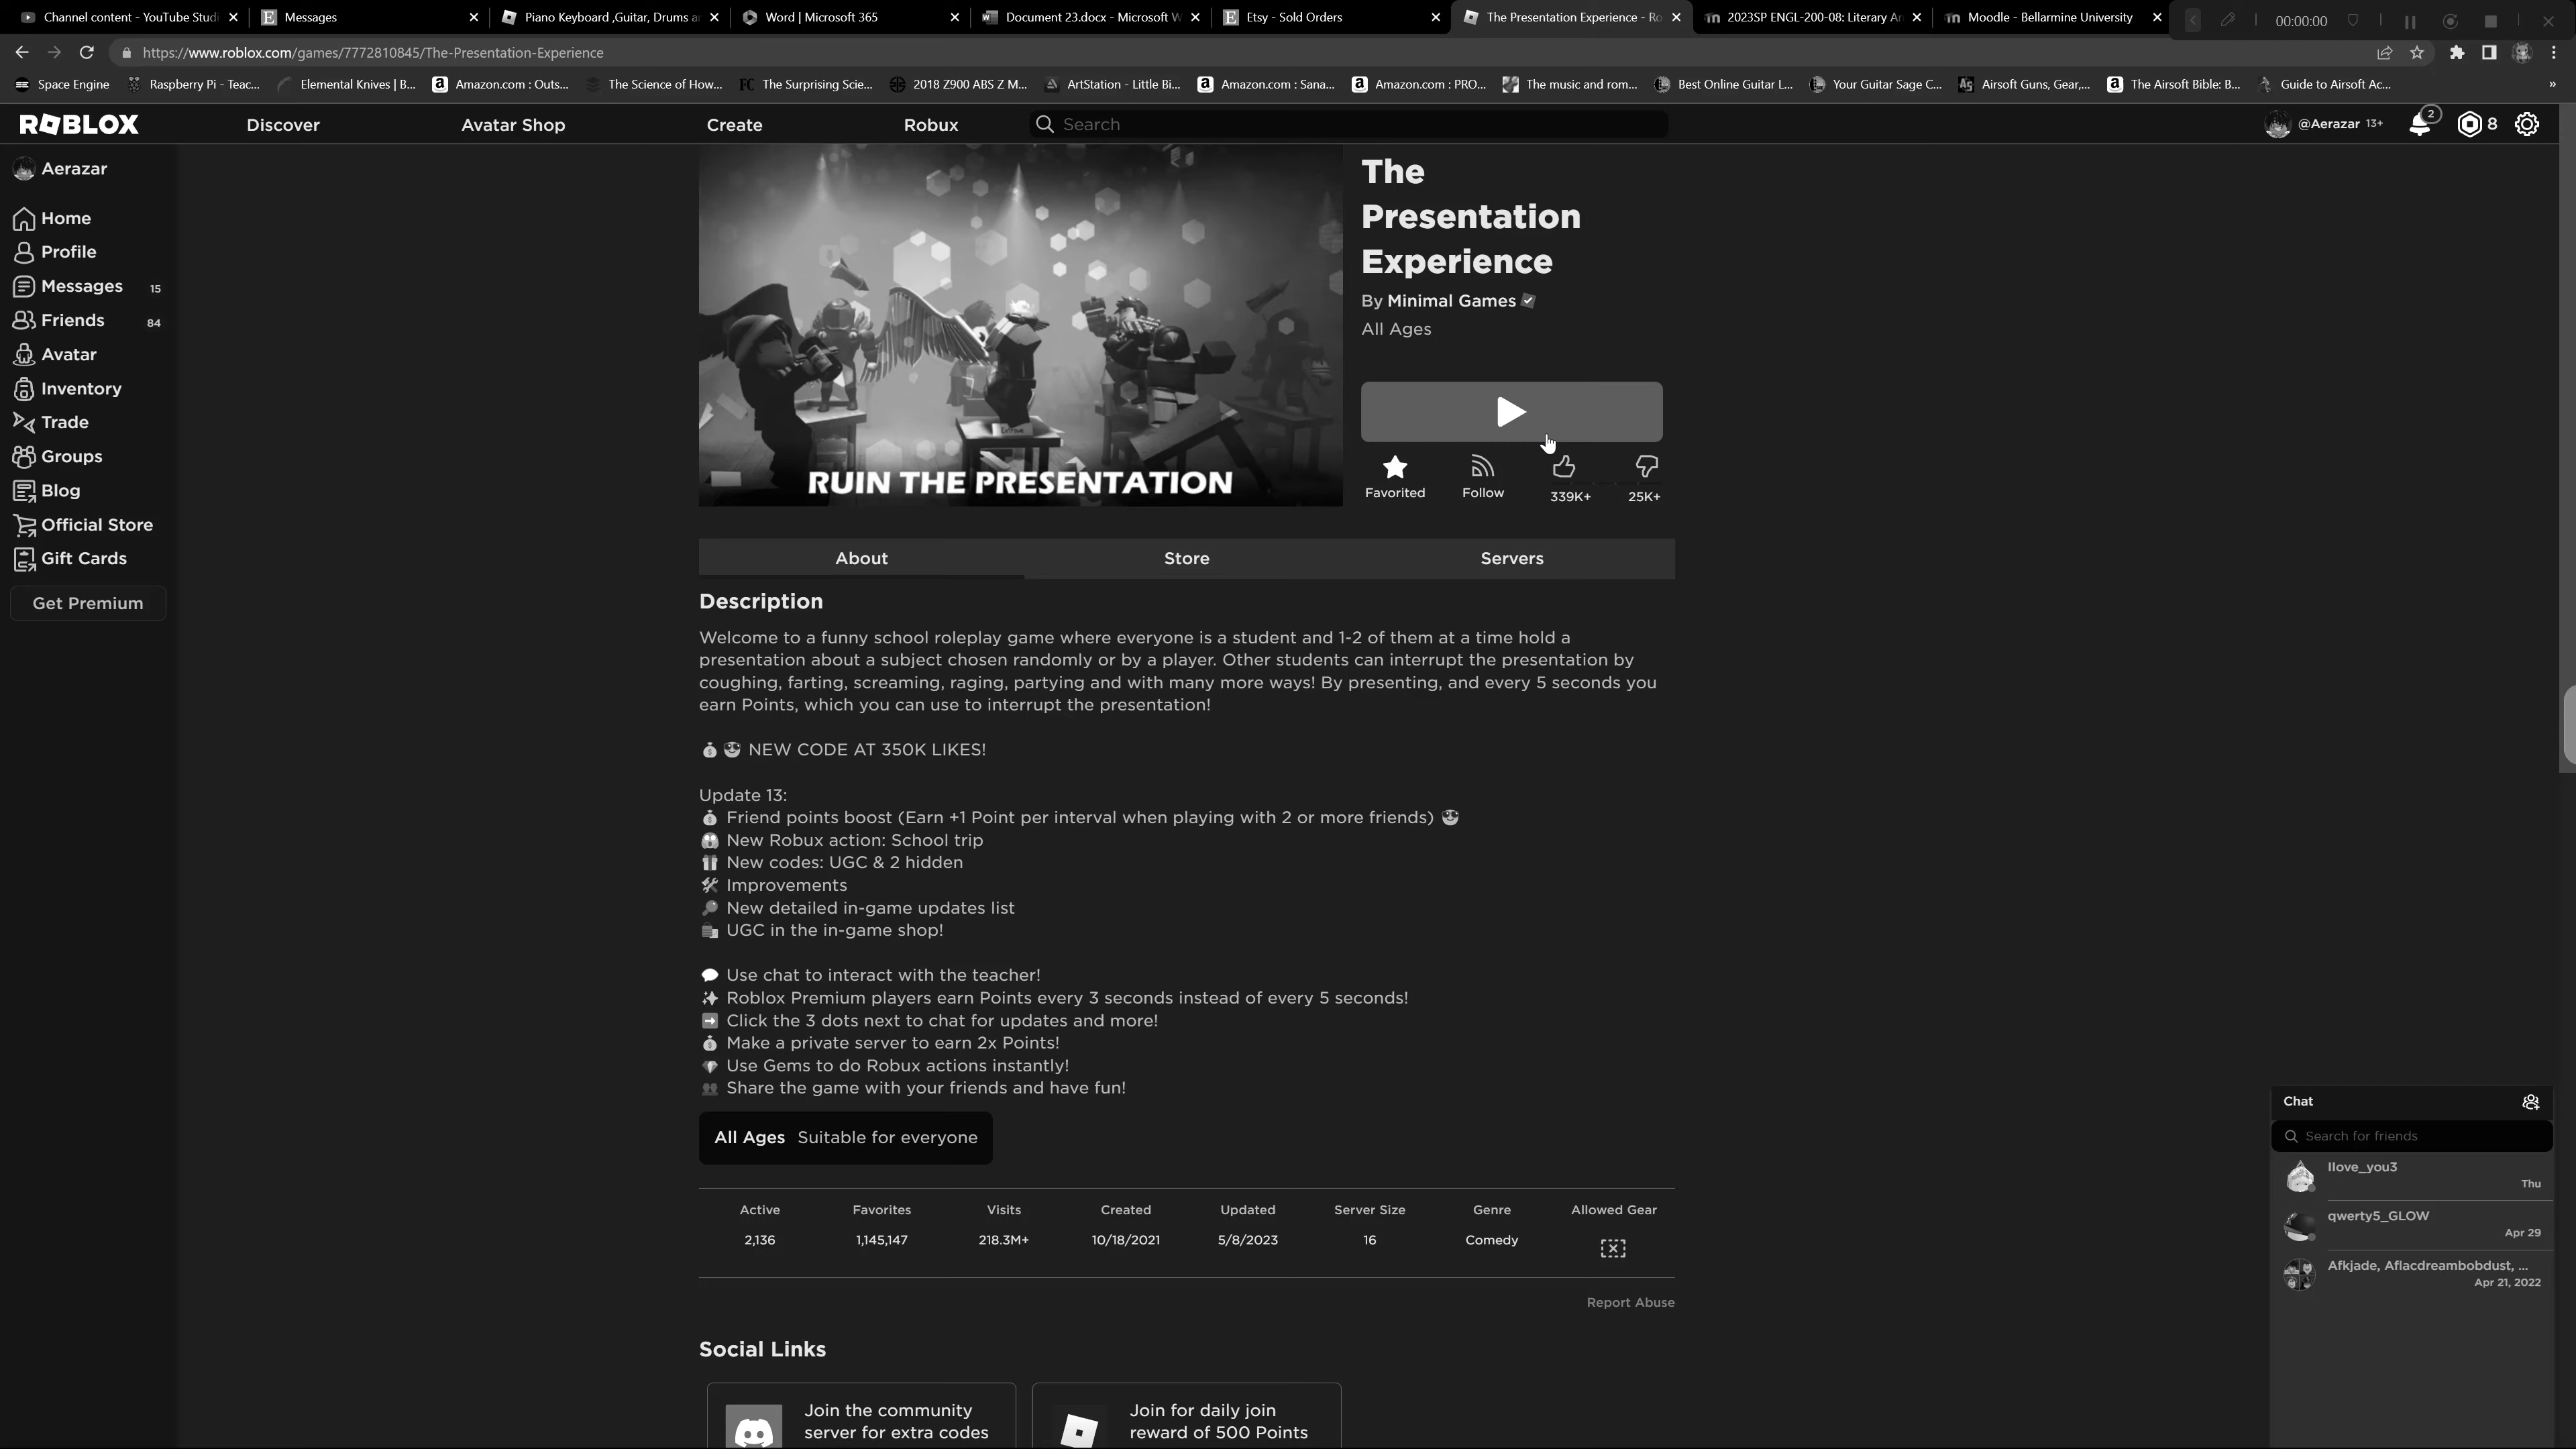 Channel content - YouTube Studi
Messages
Piano Keyboard ,Guitar, Drums a
Word | Microsoft 365
Document 23.docx - Microsoft W
Etsy - Sold Orders
The Presentation Experience - Ro
2023SP ENGL-200-08: Literary Ar
Moodle - Bellarmine University
00:00:00
https://www.roblox.com/games/7772810845/The-Presentation-Experience
Space Engine
Raspberry Pi - Teac...
Elemental Knives | B...
Amazon.com : Outs...
The Science of How...
FC The Surprising Scie...
2018 Z900 ABS Z M...
ArtStation - Little Bi...
Amazon.com : Sana...
Amazon.com : PRO...
The music and rom...
Best Online Guitar L...
Your Guitar Sage C...
Airsoft Guns, Gear,...
The Airsoft Bible: B...
Guide to Airsoft Ac...
»
ROBLOX
Discover
Avatar Shop
Create
Robux
Search
@Aerazar 13+
2
8
Aerazar
Home
Profile
Messages 15
Friends 84
Avatar
Inventory
Trade
Groups
Blog
Official Store
Gift Cards
Get Premium
RUIN THE PRESENTATION
The
Presentation
Experience
By Minimal Games
All Ages
Favorited
Follow
339K+
25K+
About
Store
Servers
Description
Welcome to a funny school roleplay game where everyone is a student and 1-2 of them at a time hold a
presentation about a subject chosen randomly or by a player. Other students can interrupt the presentation by
coughing, farting, screaming, raging, partying and with many more ways! By presenting, and every 5 seconds you
earn Points, which you can use to interrupt the presentation!
💰 🤩 NEW CODE AT 350K LIKES!
Update 13:
💰 Friend points boost (Earn +1 Point per interval when playing with 2 or more friends) 🤩
😱 New Robux action: School trip
🎁 New codes: UGC & 2 hidden
🛠 Improvements
🔎 New detailed in-game updates list
🛍 UGC in the in-game shop!
💬 Use chat to interact with the teacher!
✨ Roblox Premium players earn Points every 3 seconds instead of every 5 seconds!
➡ Click the 3 dots next to chat for updates and more!
💰 Make a private server to earn 2x Points!
💎 Use Gems to do Robux actions instantly!
👥 Share the game with your friends and have fun!
All Ages Suitable for everyone
Active Favorites Visits Created Updated Server Size Genre Allowed Gear
2,136 1,145,147 218.3M+ 10/18/2021 5/8/2023 16 Comedy
Report Abuse
Social Links
Join the community
server for extra codes
Join for daily join
reward of 500 Points
Chat
Search for friends
Ilove_you3
Thu
qwerty5_GLOW
Apr 29
Afkjade, Aflacdreambobdust, ...
Apr 21, 2022